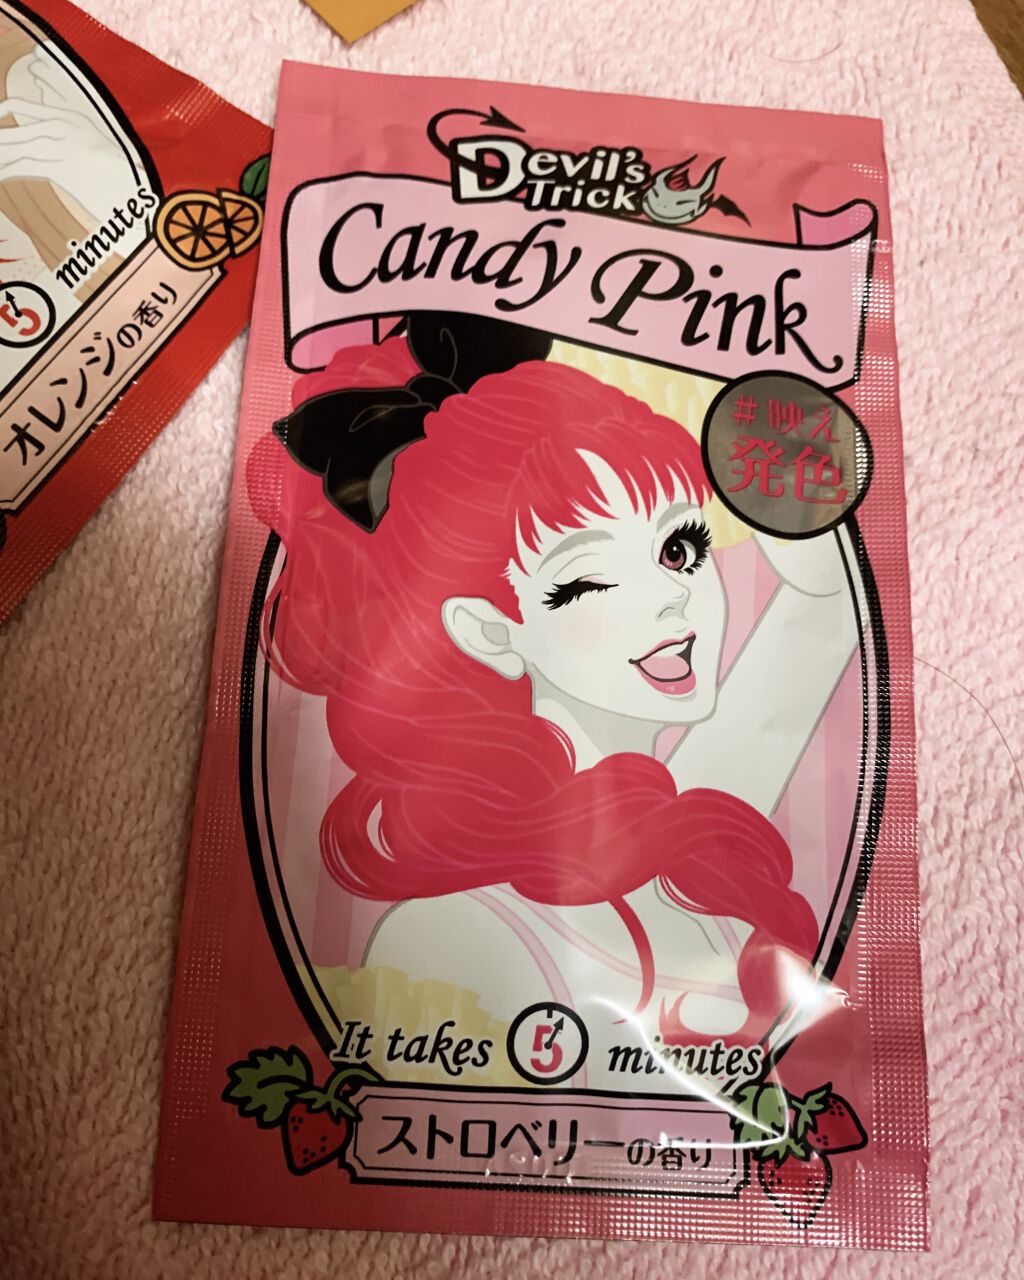 Devil's
Trick
Candy Pink
#映え
発色
It takes 5 minutes
ストロベリーの香り
5 minutes
オレンジの香り